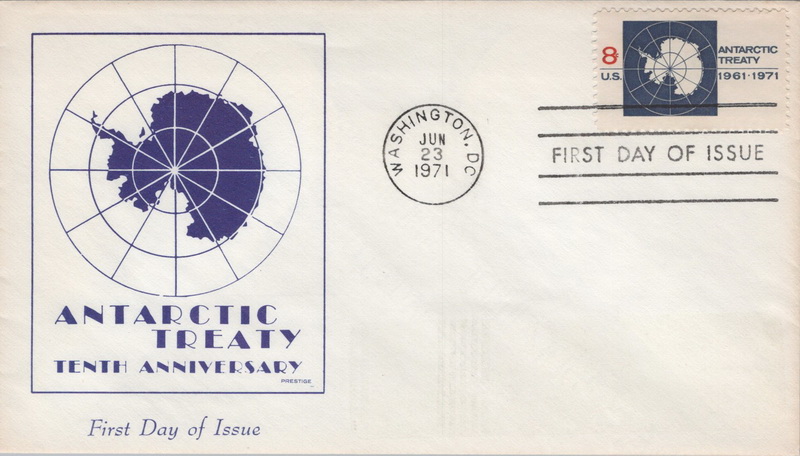 ANTARCTIC
TREATY
TENTH ANNIVERSARY
PRESTIGE
First Day of Issue
WASHINGTON, DC
JUN
23
1971
8¢
U.S.
ANTARCTIC
TREATY
1961·1971
FIRST DAY OF ISSUE